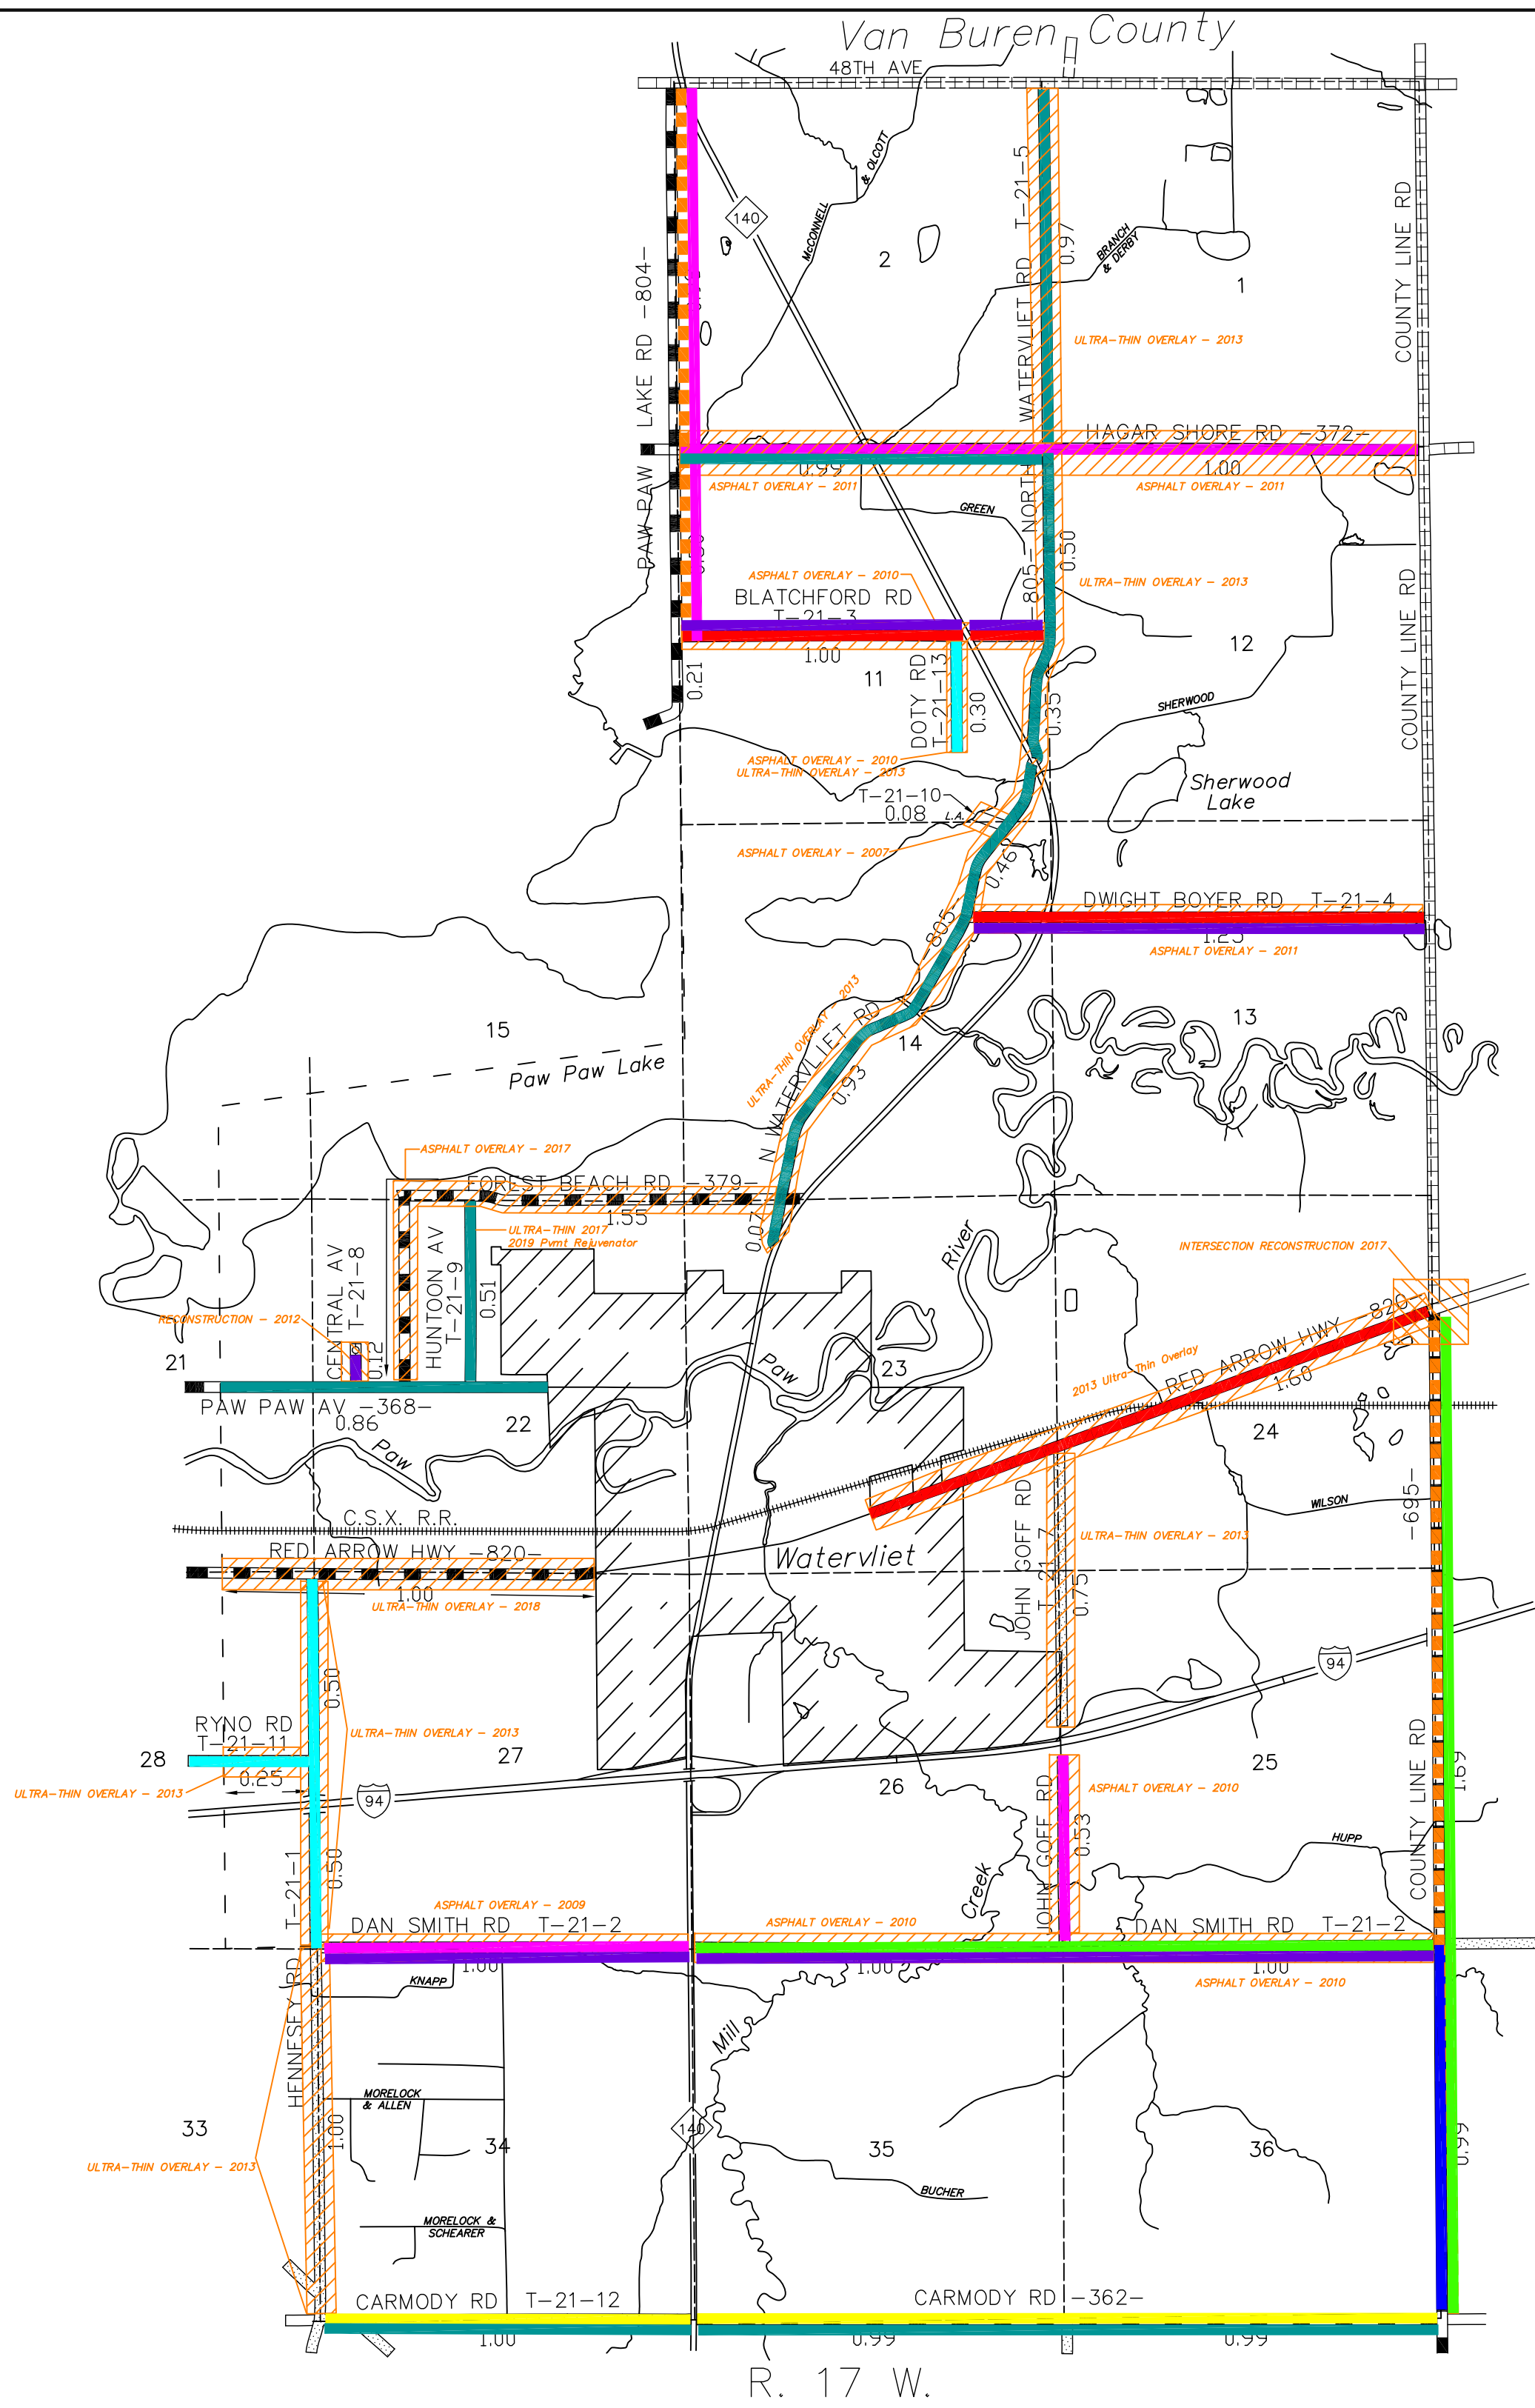 Van Buren County
48TH AVE
140
McCONNELL
& OLCOTT
2
T-21-5
0.97
BRANCH
& DERBY
1
COUNTY LINE RD
PAW PAW LAKE RD -804-
-805- NORTH WATERVLIET RD
ULTRA-THIN OVERLAY - 2013
HAGAR SHORE RD -372-
0.99
1.00
ASPHALT OVERLAY - 2011
ASPHALT OVERLAY - 2011
GREEN
0.50
ASPHALT OVERLAY - 2010
BLATCHFORD RD
T-21-3
1.00
ULTRA-THIN OVERLAY - 2013
12
11
0.21
DOTY RD
T-21-13
0.30
0.35
COUNTY LINE RD
SHERWOOD
ASPHALT OVERLAY - 2010
ULTRA-THIN OVERLAY - 2013
Sherwood
Lake
T-21-10
0.08
L.A.
ASPHALT OVERLAY - 2007
0.46
-805-
DWIGHT BOYER RD T-21-4
1.23
ASPHALT OVERLAY - 2011
ULTRA-THIN OVERLAY - 2013
N WATERVLIET RD
0.93
14
13
15
Paw Paw Lake
ASPHALT OVERLAY - 2017
FOREST BEACH RD -379-
1.55
0.07
ULTRA-THIN 2017
2019 Pvmt Rejuvenator
CENTRAL AV
T-21-8
0.12
HUNTOON AV
T-21-9
0.51
River
INTERSECTION RECONSTRUCTION 2017
RECONSTRUCTION - 2012
21
PAW PAW AV -368-
0.86
22
Paw
Paw
23
2013 Ultra-Thin Overlay
RED ARROW HWY -820-
1.60
24
C.S.X. R.R.
RED ARROW HWY -820-
1.00
ULTRA-THIN OVERLAY - 2018
Watervliet
JOHN GOFF RD
T-21-7
0.75
ULTRA-THIN OVERLAY - 2013
WILSON
-695-
94
0.50
RYNO RD
T-21-11
28
0.25
ULTRA-THIN OVERLAY - 2013
ULTRA-THIN OVERLAY - 2013
27
94
26
25
COUNTY LINE RD
1.69
ASPHALT OVERLAY - 2010
JOHN GOFF RD
0.53
HUPP
Creek
T-21-1
0.50
ASPHALT OVERLAY - 2009
DAN SMITH RD T-21-2
1.00
ASPHALT OVERLAY - 2010
DAN SMITH RD T-21-2
1.00
1.00
ASPHALT OVERLAY - 2010
KNAPP
HENNESEY RD
Mill
MORELOCK
& ALLEN
33
1.00
34
140
35
36
0.99
ULTRA-THIN OVERLAY - 2013
BUCHER
MORELOCK &
SCHEARER
CARMODY RD T-21-12
1.00
CARMODY RD -362-
0.99
0.99
R. 17 W.